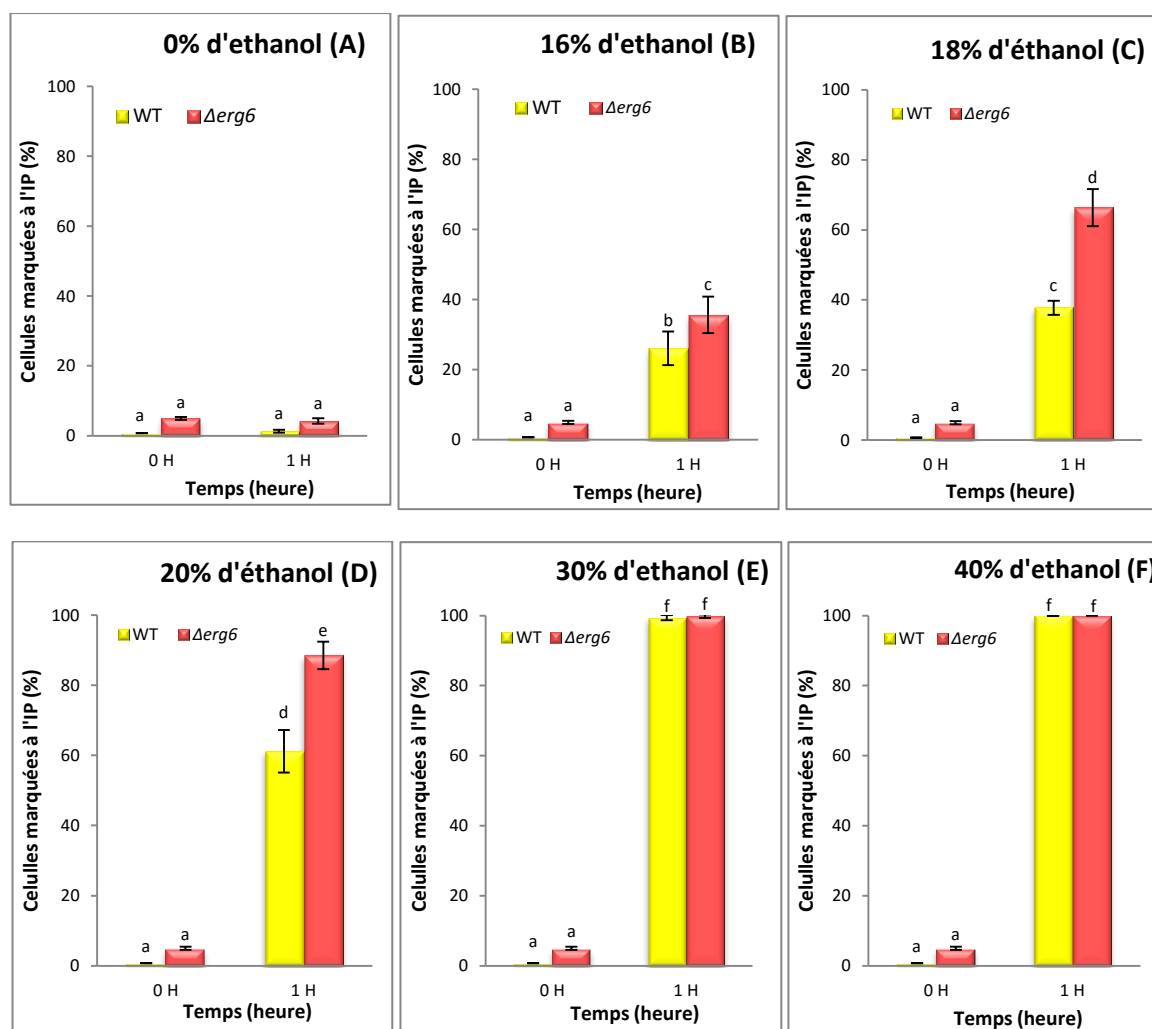 0% d'ethanol (A)
WT Δerg6
Cellules marquées à l'IP (%)
100
80
60
40
20
0
a a a a
0 H 1 H
Temps (heure)
16% d'ethanol (B)
WT Δerg6
Cellules marquées à l'IP (%)
100
80
60
40
20
0
a a b c
0 H 1 H
Temps (heure)
18% d'éthanol (C)
WT Δerg6
Celulles marquées à l'IP) (%)
100
80
60
40
20
0
a a c d
0 H 1 H
Temps (heure)
20% d'éthanol (D)
WT Δerg6
Celulles marquées à l'IP (%)
100
80
60
40
20
0
a a d e
0 H 1 H
Temps (heure)
30% d'ethanol (E)
WT Δerg6
Celulles marquées à l'IP (%)
100
80
60
40
20
0
a a f f
0 H 1 H
Temps (heure)
40% d'ethanol (F)
WT Δerg6
Celulles marquées à l'IP (%)
100
80
60
40
20
0
a a f f
0 H 1 H
Temps (heure)